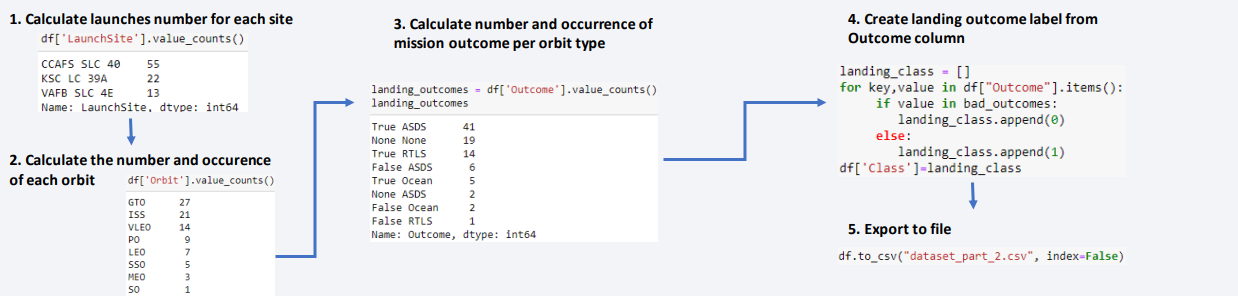 1. Calculate launches number for each site
df['LaunchSite'].value_counts()
CCAFS SLC 40 55
KSC LC 39A 22
VAFB SLC 4E 13
Name: LaunchSite, dtype: int64
2. Calculate the number and occurence
of each orbit
df['Orbit'].value_counts()
GTO 27
ISS 21
VLEO 14
PO 9
LEO 7
SSO 5
MEO 3
SO 1
3. Calculate number and occurrence of
mission outcome per orbit type
landing_outcomes = df['Outcome'].value_counts()
landing_outcomes
True ASDS 41
None None 19
True RTLS 14
False ASDS 6
True Ocean 5
None ASDS 2
False Ocean 2
False RTLS 1
Name: Outcome, dtype: int64
4. Create landing outcome label from
Outcome column
landing_class = []
for key,value in df["Outcome"].items():
if value in bad_outcomes:
landing_class.append(0)
else:
landing_class.append(1)
df['Class']=landing_class
5. Export to file
df.to_csv("dataset_part_2.csv", index=False)